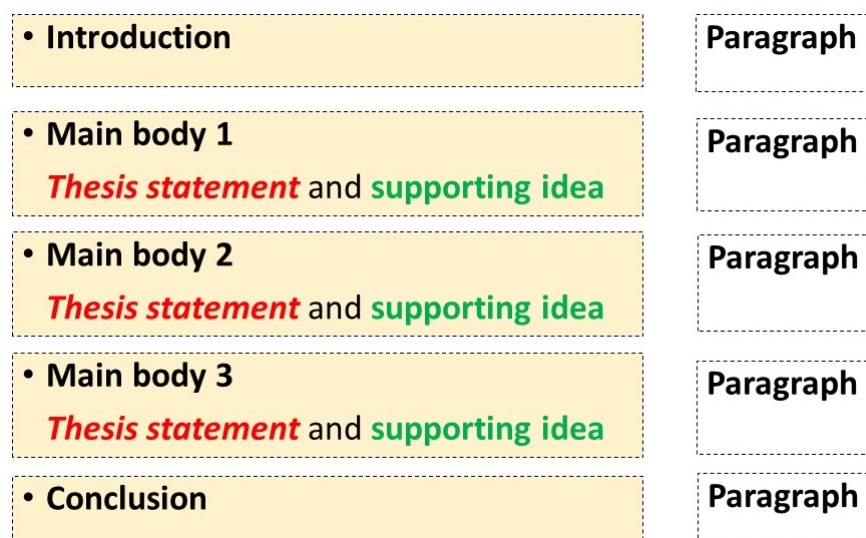 • Introduction
Paragraph
• Main body 1
Thesis statement and supporting idea
Paragraph
• Main body 2
Thesis statement and supporting idea
Paragraph
• Main body 3
Thesis statement and supporting idea
Paragraph
• Conclusion
Paragraph